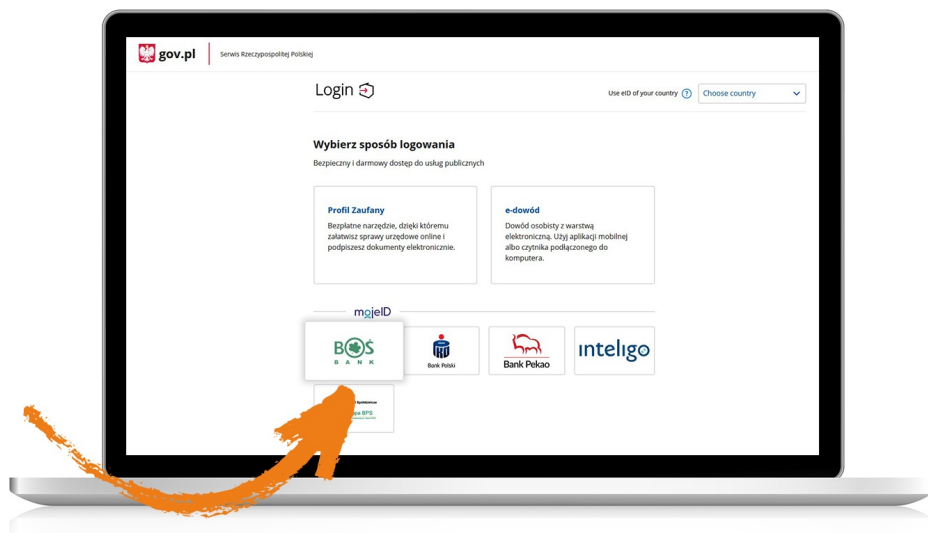 gov.pl
Serwis Rzeczypospolitej Polskiej
Login
Use eID of your country
?
Choose country
Wybierz sposób logowania
Bezpieczny i darmowy dostęp do usług publicznych
Profil Zaufany
Bezpłatne narzędzie, dzięki któremu
załatwisz sprawy urzędowe online i
podpiszesz dokumenty elektronicznie.
e-dowód
Dowód osobisty z warstwą
elektroniczną. Użyj aplikacji mobilnej
albo czytnika podłączonego do
komputera.
mojeID
BOŚ
BANK
PKO
Bank Polski
Bank Pekao
inteligo
BPS